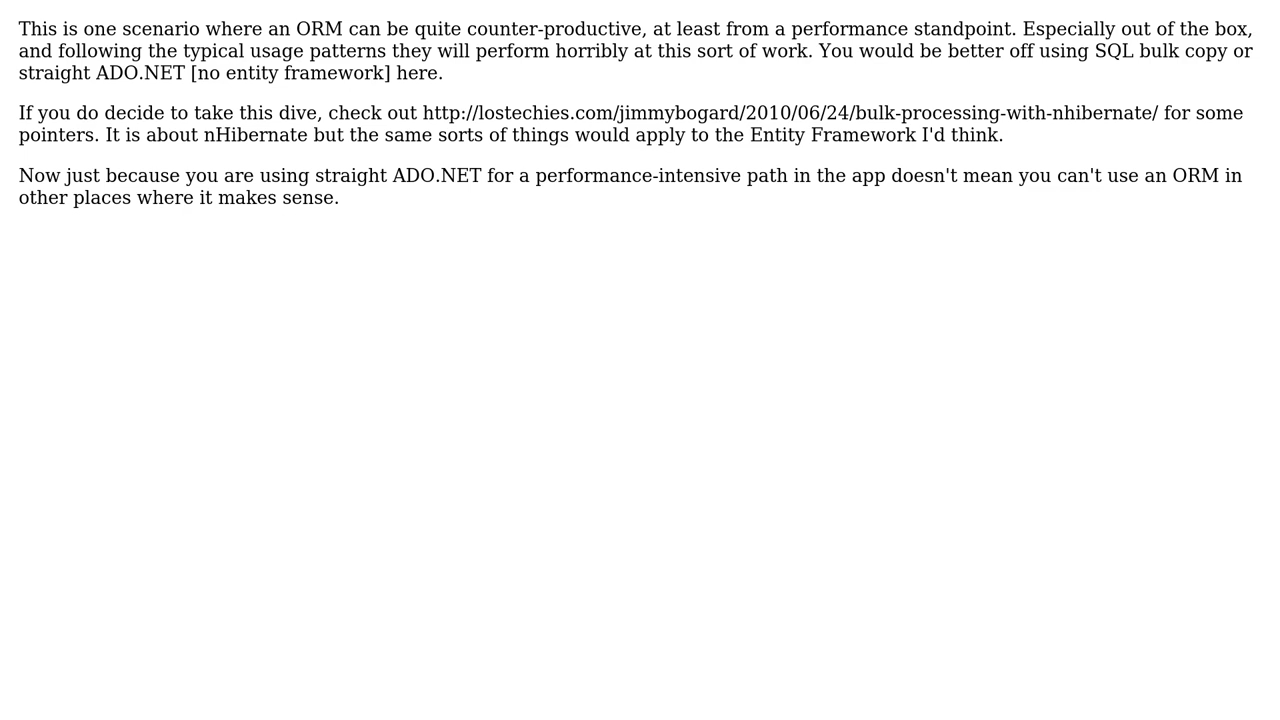 This is one scenario where an ORM can be quite counter-productive, at least from a performance standpoint. Especially out of the box,
and following the typical usage patterns they will perform horribly at this sort of work. You would be better off using SQL bulk copy or
straight ADO.NET [no entity framework] here.
If you do decide to take this dive, check out http://lostechies.com/jimmybogard/2010/06/24/bulk-processing-with-nhibernate/ for some
pointers. It is about nHibernate but the same sorts of things would apply to the Entity Framework I'd think.
Now just because you are using straight ADO.NET for a performance-intensive path in the app doesn't mean you can't use an ORM in
other places where it makes sense.